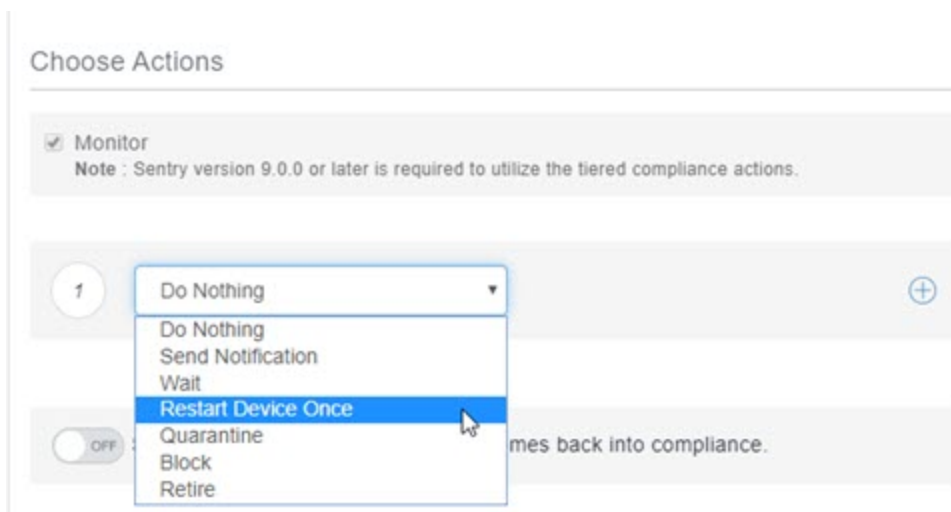 Choose Actions
Monitor
Note : Sentry version 9.0.0 or later is required to utilize the tiered compliance actions.
1
Do Nothing
Do Nothing
Send Notification
Wait
Restart Device Once
Quarantine
Block
Retire
OFF mes back into compliance.